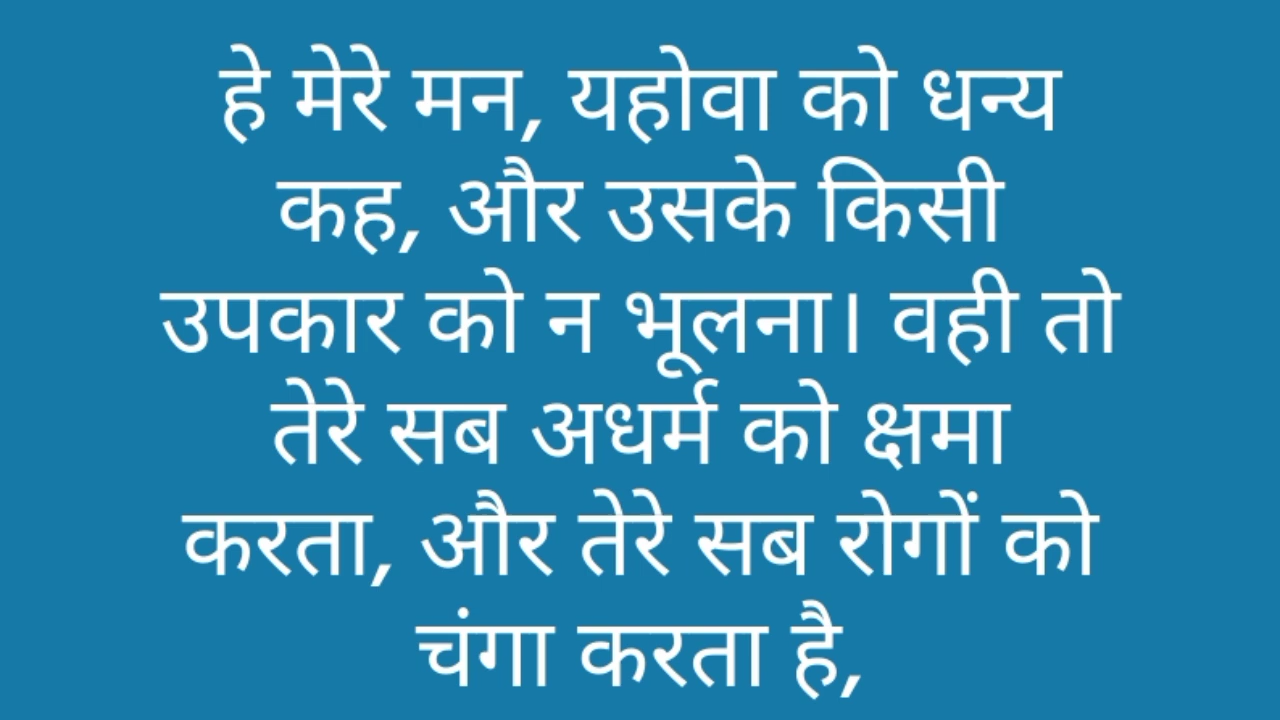 हे मेरे मन, यहोवा को धन्य
कह, और उसके किसी
उपकार को न भूलना। वही तो
तेरे सब अधर्म को क्षमा
करता, और तेरे सब रोगों को
चंगा करता है,